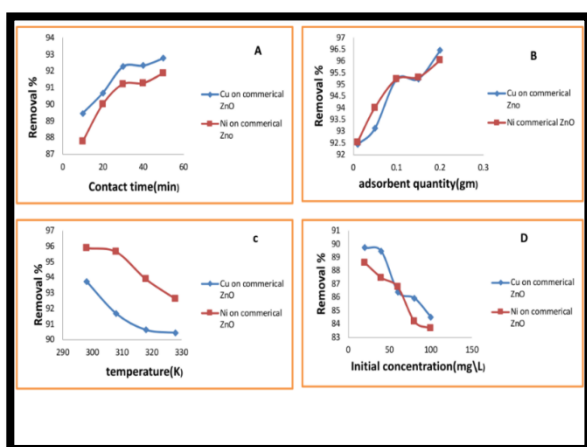 A
94
93
92
91
90
89
88
87
0
20
40
60
Removal %
Contact time(min)
Cu on commerical
ZnO
Ni on commerical
Zno
B
96.5
96
95.5
95
94.5
94
93.5
93
92.5
92
0
0.1
0.2
0.3
Removal %
adsorbent quantity(gm)
Cu on commerical
Zno
Ni commerical ZnO
c
97
96
95
94
93
92
91
90
290
300
310
320
330
Removal %
temperature(K)
Cu on commerical
ZnO
Ni on commerical
ZnO
D
91
90
89
88
87
86
85
84
83
0
50
100
150
Removal %
Initial concentration(mg\L)
Cu on commerical
ZnO
Ni on commerical
ZnO